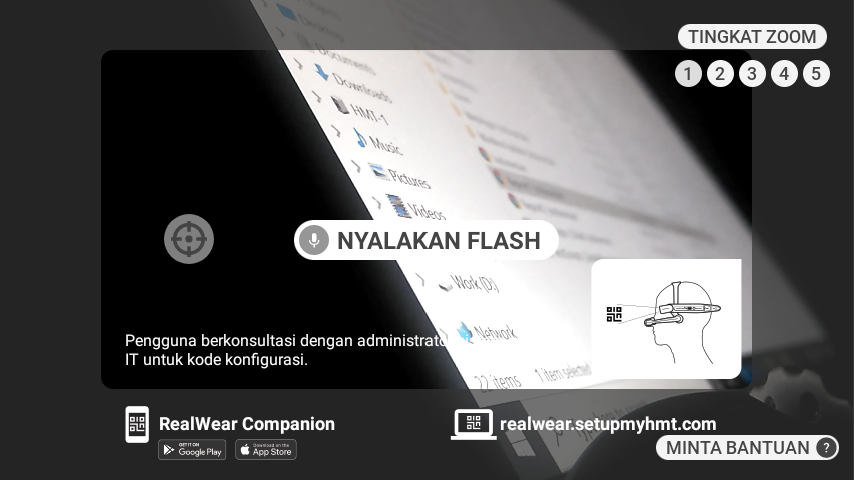 TINGKAT ZOOM
1 2 3 4 5
Documents
Downloads
HMT-1
Music
Pictures
Videos
NYALAKAN FLASH
Work (D:)
Network
22 items 1 item selected
Pengguna berkonsultasi dengan administrato
IT untuk kode konfigurasi.
RealWear Companion
GET IT ON
Google Play
Download on the
App Store
realwear.setupmyhmt.com
MINTA BANTUAN ?